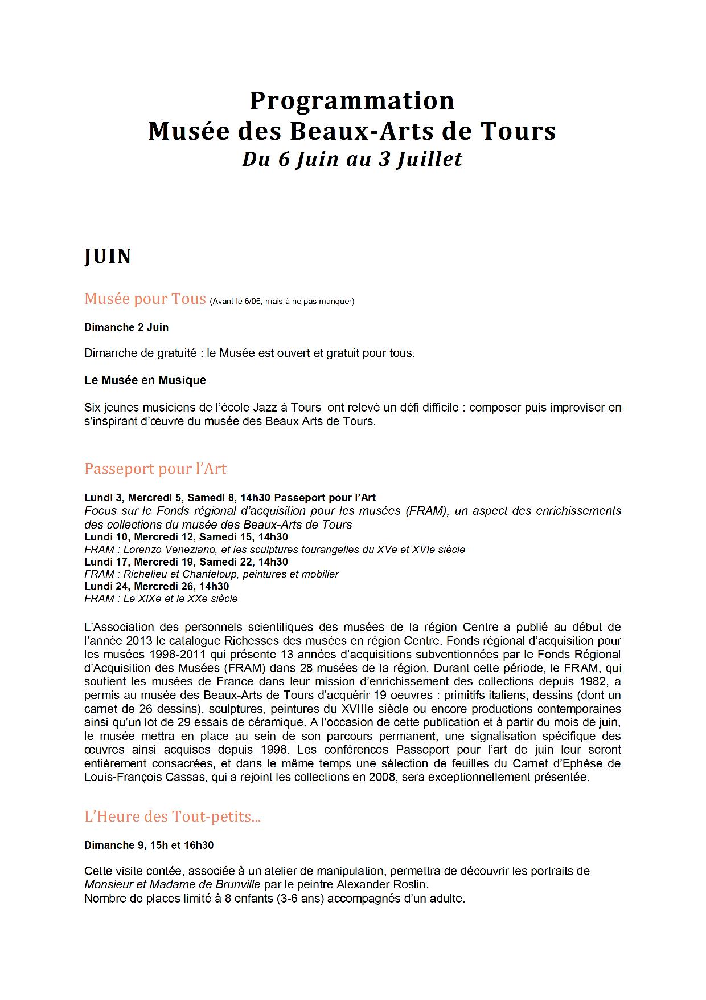 Programmation
Musée des Beaux-Arts de Tours
Du 6 Juin au 3 Juillet
JUIN
Musée pour Tous (Avant le 6/06, mais à ne pas manquer)
Dimanche 2 Juin
Dimanche de gratuité : le Musée est ouvert et gratuit pour tous.
Le Musée en Musique
Six jeunes musiciens de l’école Jazz à Tours ont relevé un défi difficile : composer puis improviser en
s’inspirant d’œuvre du musée des Beaux Arts de Tours.
Passeport pour l’Art
Lundi 3, Mercredi 5, Samedi 8, 14h30 Passeport pour l’Art
Focus sur le Fonds régional d’acquisition pour les musées (FRAM), un aspect des enrichissements
des collections du musée des Beaux-Arts de Tours
Lundi 10, Mercredi 12, Samedi 15, 14h30
FRAM : Lorenzo Veneziano, et les sculptures tourangelles du XVe et XVIe siècle
Lundi 17, Mercredi 19, Samedi 22, 14h30
FRAM : Richelieu et Chanteloup, peintures et mobilier
Lundi 24, Mercredi 26, 14h30
FRAM : Le XIXe et le XXe siècle
L’Association des personnels scientifiques des musées de la région Centre a publié au début de
l’année 2013 le catalogue Richesses des musées en région Centre. Fonds régional d’acquisition pour
les musées 1998-2011 qui présente 13 années d’acquisitions subventionnées par le Fonds Régional
d’Acquisition des Musées (FRAM) dans 28 musées de la région. Durant cette période, le FRAM, qui
soutient les musées de France dans leur mission d’enrichissement des collections depuis 1982, a
permis au musée des Beaux-Arts de Tours d’acquérir 19 oeuvres : primitifs italiens, dessins (dont un
carnet de 26 dessins), sculptures, peintures du XVIIIe siècle ou encore productions contemporaines
ainsi qu’un lot de 29 essais de céramique. A l’occasion de cette publication et à partir du mois de juin,
le musée mettra en place au sein de son parcours permanent, une signalisation spécifique des
œuvres ainsi acquises depuis 1998. Les conférences Passeport pour l’art de juin leur seront
entièrement consacrées, et dans le même temps une sélection de feuilles du Carnet d’Ephèse de
Louis-François Cassas, qui a rejoint les collections en 2008, sera exceptionnellement présentée.
L’Heure des Tout-petits...
Dimanche 9, 15h et 16h30
Cette visite contée, associée à un atelier de manipulation, permettra de découvrir les portraits de
Monsieur et Madame de Brunville par le peintre Alexander Roslin.
Nombre de places limité à 8 enfants (3-6 ans) accompagnés d’un adulte.